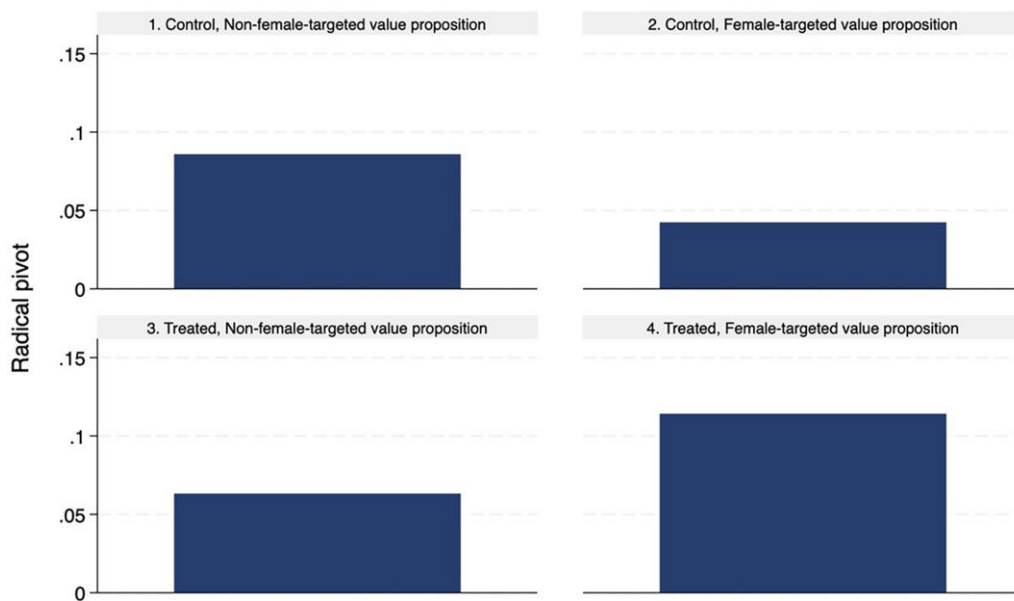 1. Control, Non-female-targeted value proposition
2. Control, Female-targeted value proposition
.15
.1
.05
0
Radical pivot
3. Treated, Non-female-targeted value proposition
4. Treated, Female-targeted value proposition
.15
.1
.05
0